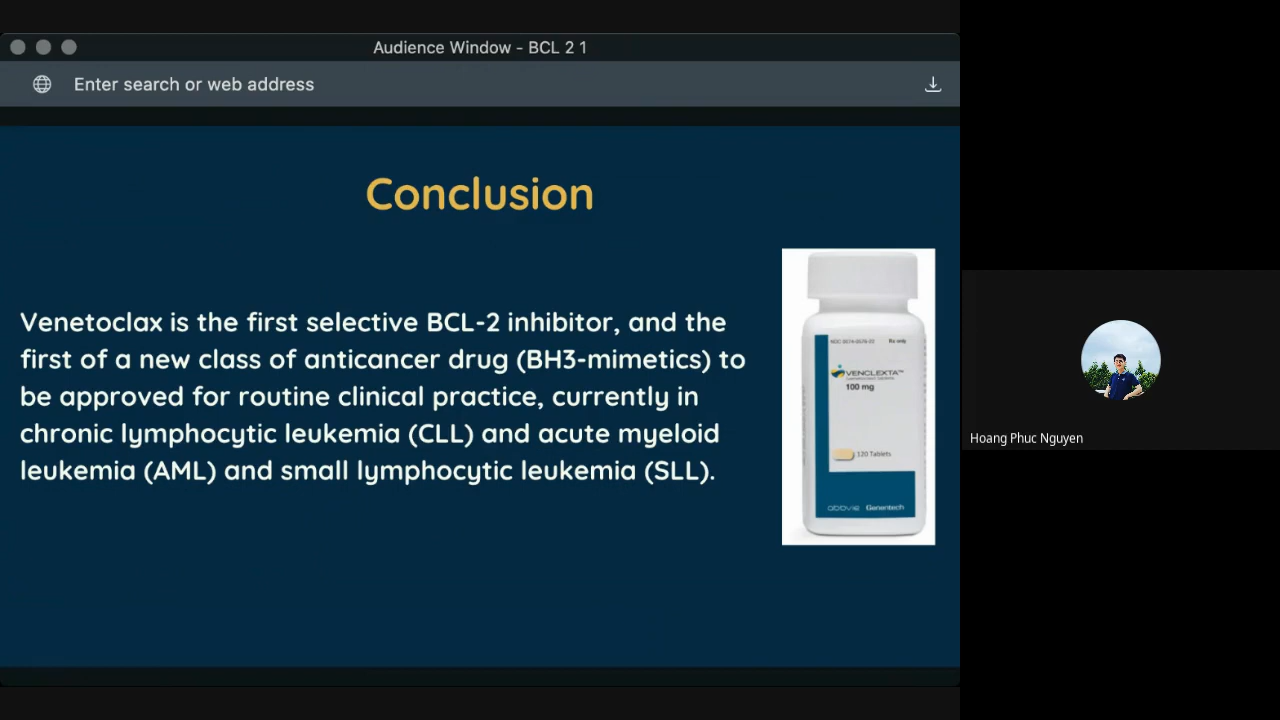 Audience Window - BCL 2 1
Enter search or web address
Conclusion
Venetoclax is the first selective BCL-2 inhibitor, and the
first of a new class of anticancer drug (BH3-mimetics) to
be approved for routine clinical practice, currently in
chronic lymphocytic leukemia (CLL) and acute myeloid
leukemia (AML) and small lymphocytic leukemia (SLL).
Rx only
VENCLEXTA™
100 mg
120 Tablets
abbvie Genentech
Hoang Phuc Nguyen